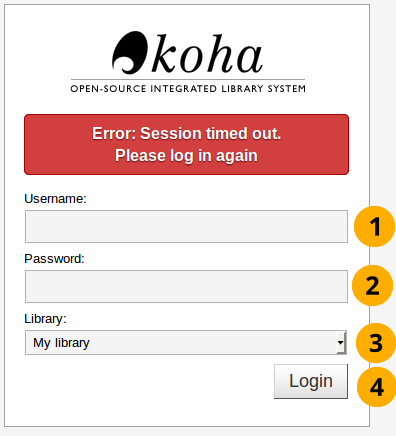 koha
OPEN-SOURCE INTEGRATED LIBRARY SYSTEM
Error: Session timed out.
Please log in again
Username:
1
Password:
2
Library:
My library
3
Login
4